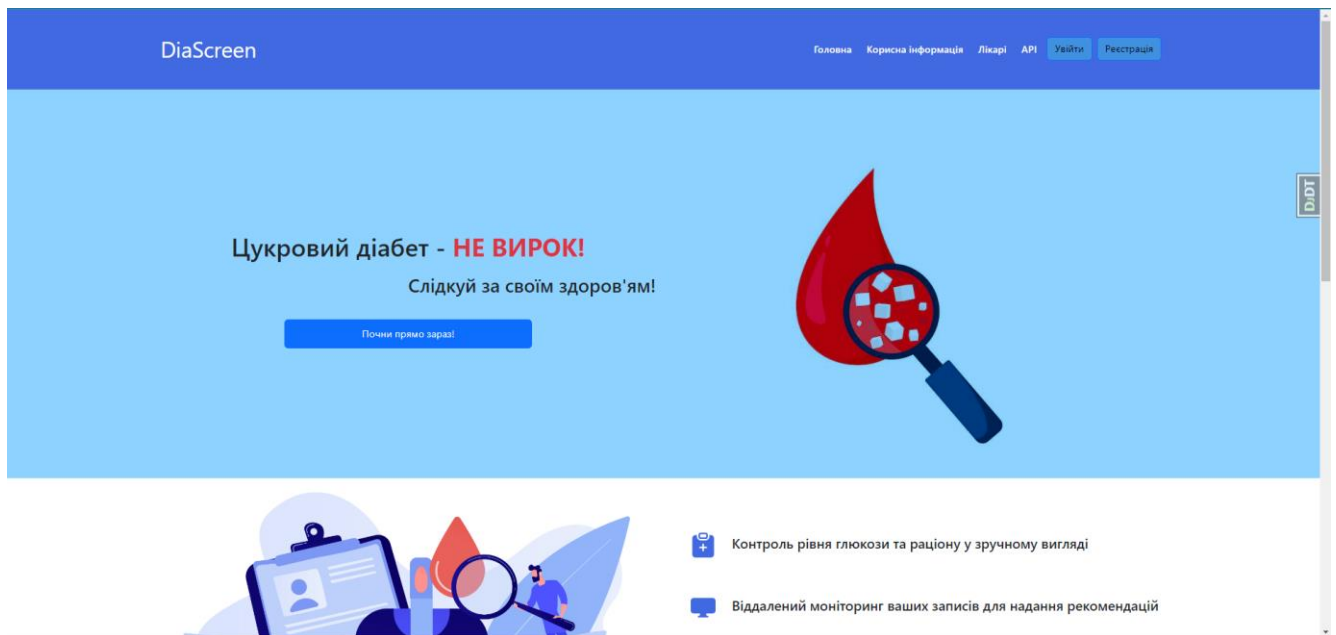 DiaScreen
Головна Корисна інформація Лікарі API Увійти Реєстрація
DJDT
Цукровий діабет - НЕ ВИРОК!
Слідкуй за своїм здоров'ям!
Почни прямо зараз!
Контроль рівня глюкози та раціону у зручному вигляді
Віддалений моніторинг ваших записів для надання рекомендацій